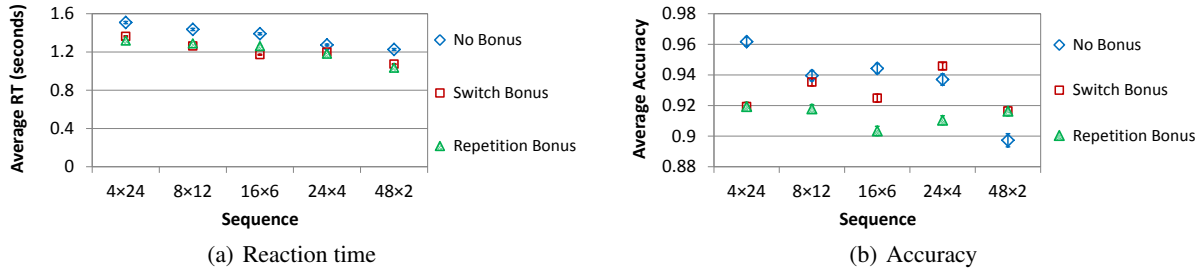 1.6
1.2
0.8
0.4
0
Average RT (seconds)
4×24 8×12 16×6 24×4 48×2
Sequence
No Bonus
Switch Bonus
Repetition Bonus
(a) Reaction time
0.98
0.96
0.94
0.92
0.9
0.88
Average Accuracy
4×24 8×12 16×6 24×4 48×2
Sequence
No Bonus
Switch Bonus
Repetition Bonus
(b) Accuracy